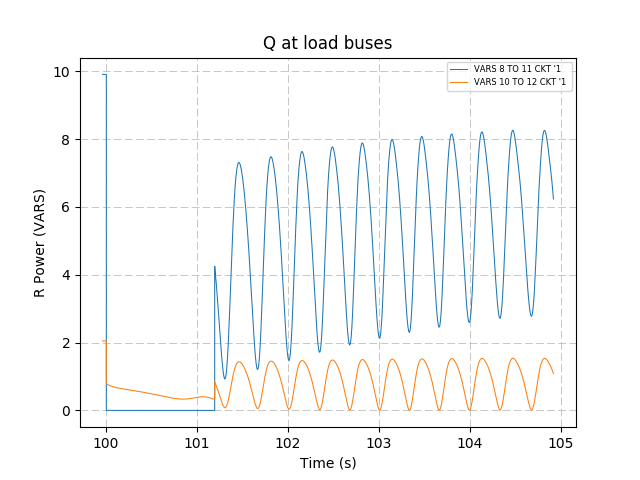 Q at load buses
VARS 8 TO 11 CKT '1
VARS 10 TO 12 CKT '1
10
8
6
4
2
0
R Power (VARS)
100
101
102
103
104
105
Time (s)